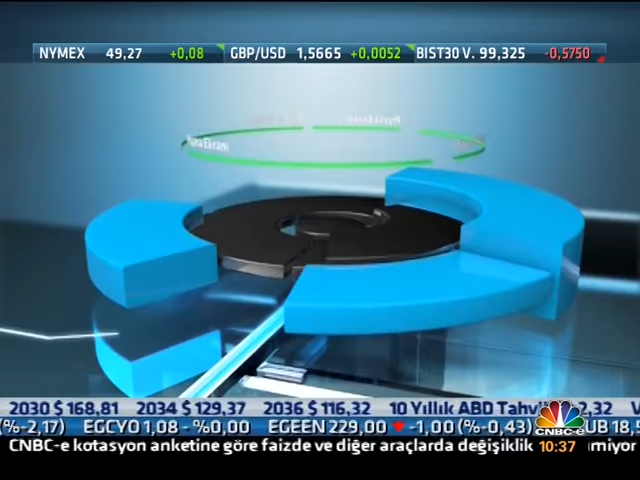 NYMEX 49,27 +0,08 GBP/USD 1,5665 +0,0052 BIST30 V. 99,325 -0,5750
Ekranı
2030 $ 168,81 2034 $ 129,37 2036 $ 116,32 10 Yıllık ABD Tahv 2,32
(%-2,17) EGCYO 1,08 - %0,00 EGEEN 229,00 -1,00 (%-0,43) UB 18,9
CNBC-e
CNBC-e kotasyon anketine göre faizde ve diğer araçlarda değişiklik 10:37 ımiyor